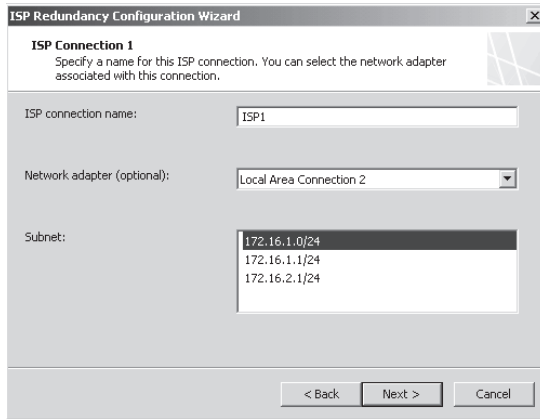 ISP Redundancy Configuration Wizard
ISP Connection 1
Specify a name for this ISP connection. You can select the network adapter
associated with this connection.
ISP connection name:
ISP1
Network adapter (optional):
Local Area Connection 2
Subnet:
172.16.1.0/24
172.16.1.1/24
172.16.2.1/24
< Back
Next >
Cancel